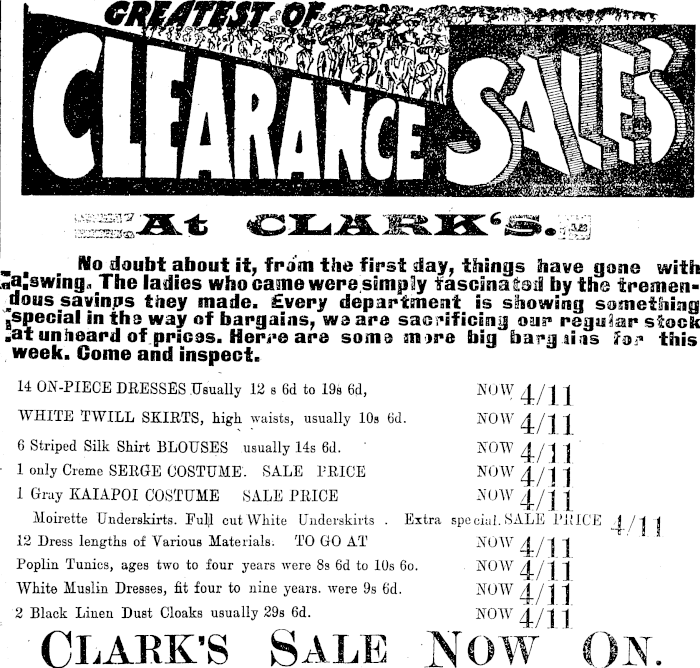 GREATEST OF
CLEARANCE SALES
At CLARK'S.
No doubt about it, from the first day, things have gone with
a swing. The ladies who came were simply fascinated by the tremen-
dous savings they made. Every department is showing something
special in the way of bargains, we are sacrificing our regular stock
at unheard of prices. Herre are some more big bargains for this
week. Come and inspect.
14 ON-PIECE DRESSES Usually 12 s 6d to 19s 6d, NOW 4/11
WHITE TWILL SKIRTS, high waists, usually 10s 6d. NOW 4/11
6 Striped Silk Shirt BLOUSES usually 14s 6d. NOW 4/11
1 only Creme SERGE COSTUME. SALE PRICE NOW 4/11
1 Gray KAIAPOI COSTUME SALE PRICE NOW 4/11
Moirette Underskirts. Full cut White Underskirts . Extra special. SALE PRICE 4/11
12 Dress lengths of Various Materials. TO GO AT NOW 4/11
Poplin Tunics, ages two to four years were 8s 6d to 10s 6o. NOW 4/11
White Muslin Dresses, fit four to nine years. were 9s 6d. NOW 4/11
2 Black Linen Dust Cloaks usually 29s 6d. NOW 4/11
CLARK'S SALE NOW ON.